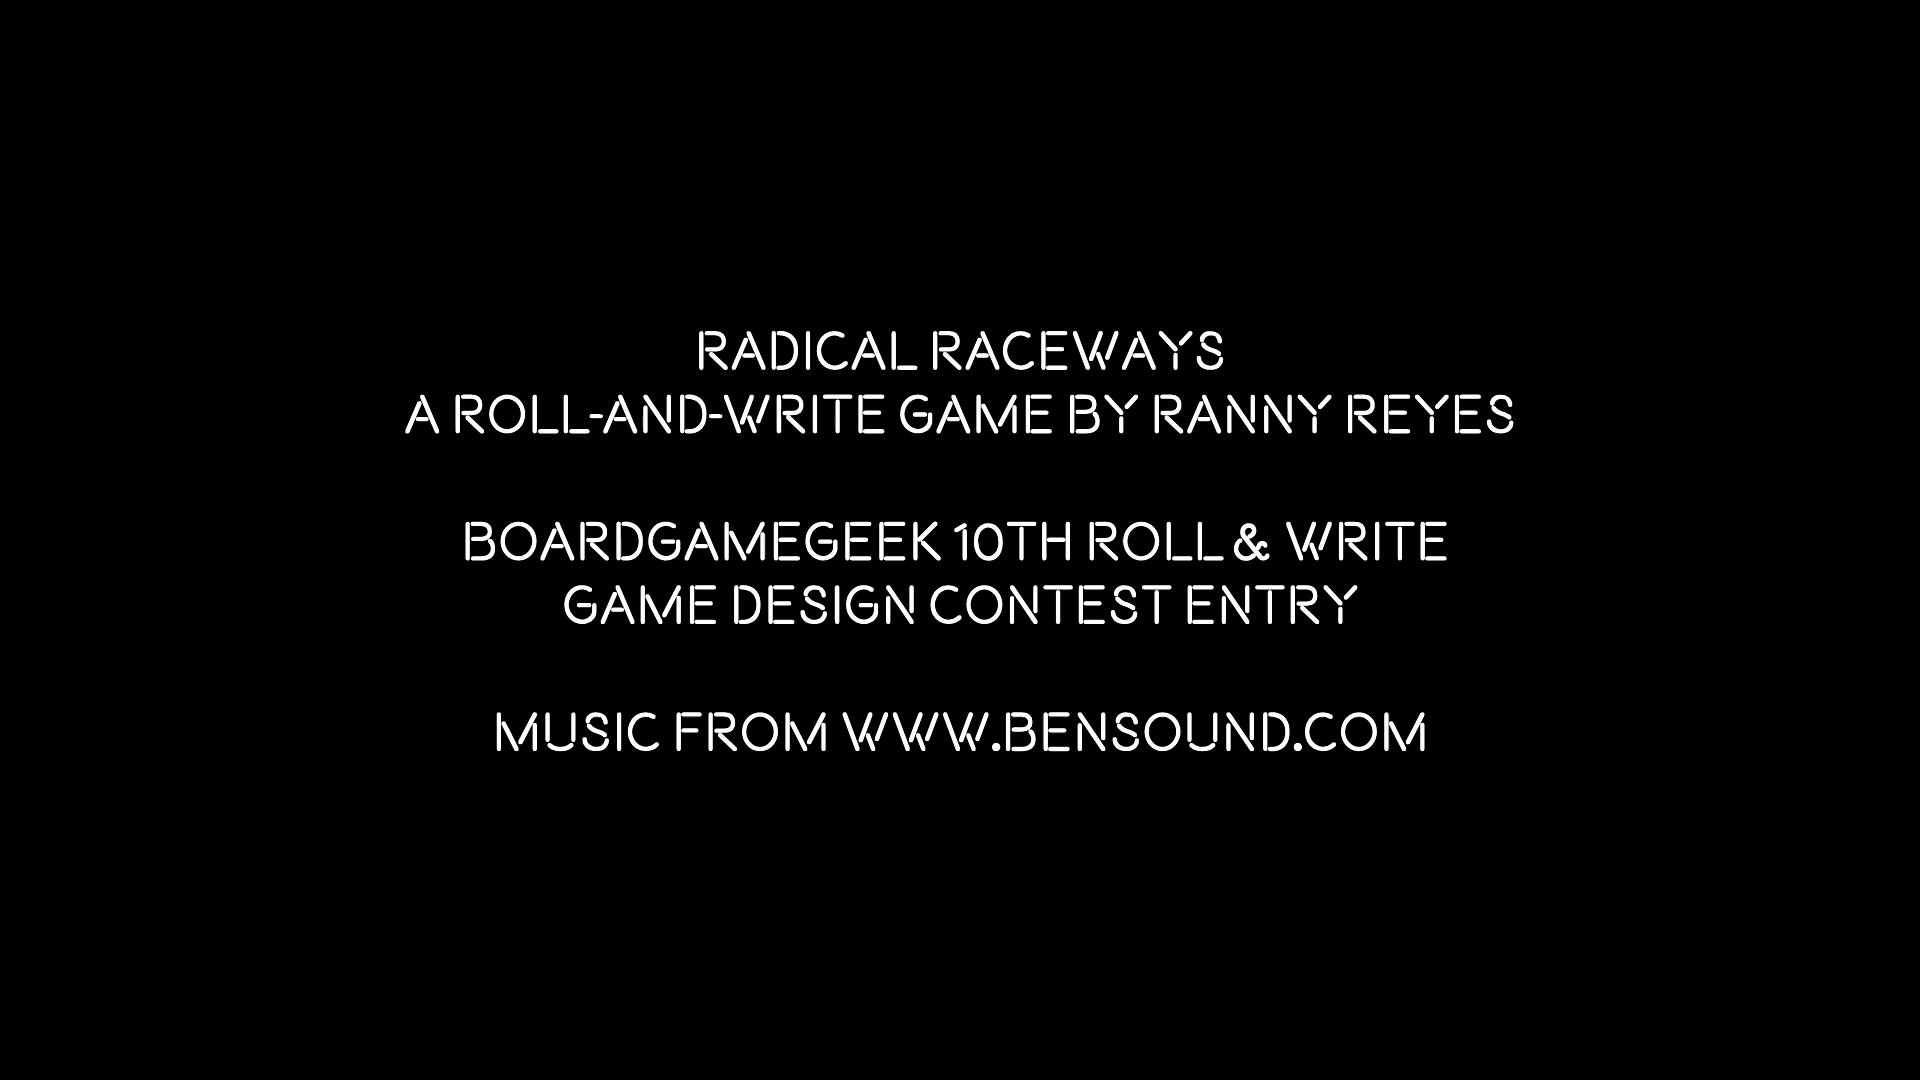 RADICAL RACEWAYS
A ROLL-AND-WRITE GAME BY RANNY REYES
BOARDGAMEGEEK 10TH ROLL & WRITE
GAME DESIGN CONTEST ENTRY
MUSIC FROM WWW.BENSOUND.COM